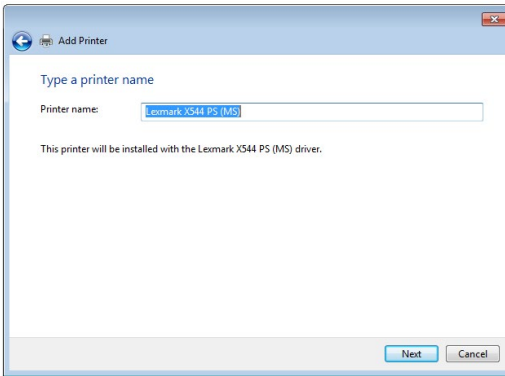 Add Printer
Type a printer name
Printer name: Lexmark X544 PS (MS)
This printer will be installed with the Lexmark X544 PS (MS) driver.
Next Cancel